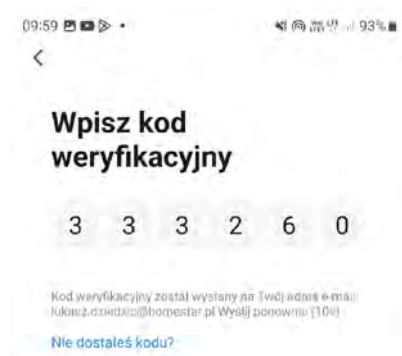 09:59
93%
Wpisz kod
weryfikacyjny
3 3 3 2 6 0
Kod weryfikacyjny został wysłany na Twój adres e-mail
Wyślij ponownie
Nie dostałeś kodu?